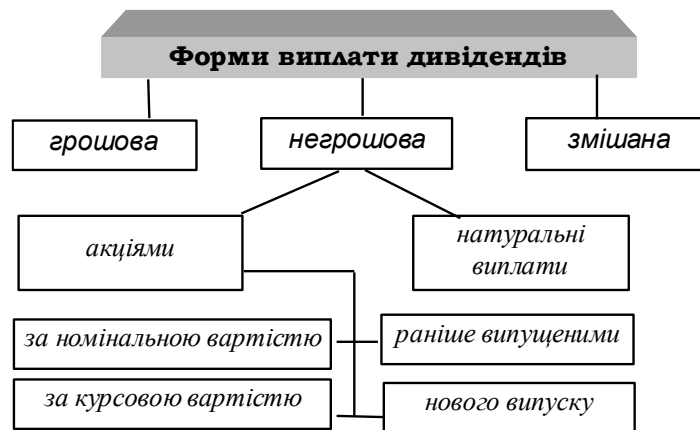 Форми виплати дивідендів
грошова
негрошова
змішана
акціями
натуральні
виплати
за номінальною вартістю
раніше випущеними
за курсовою вартістю
нового випуску